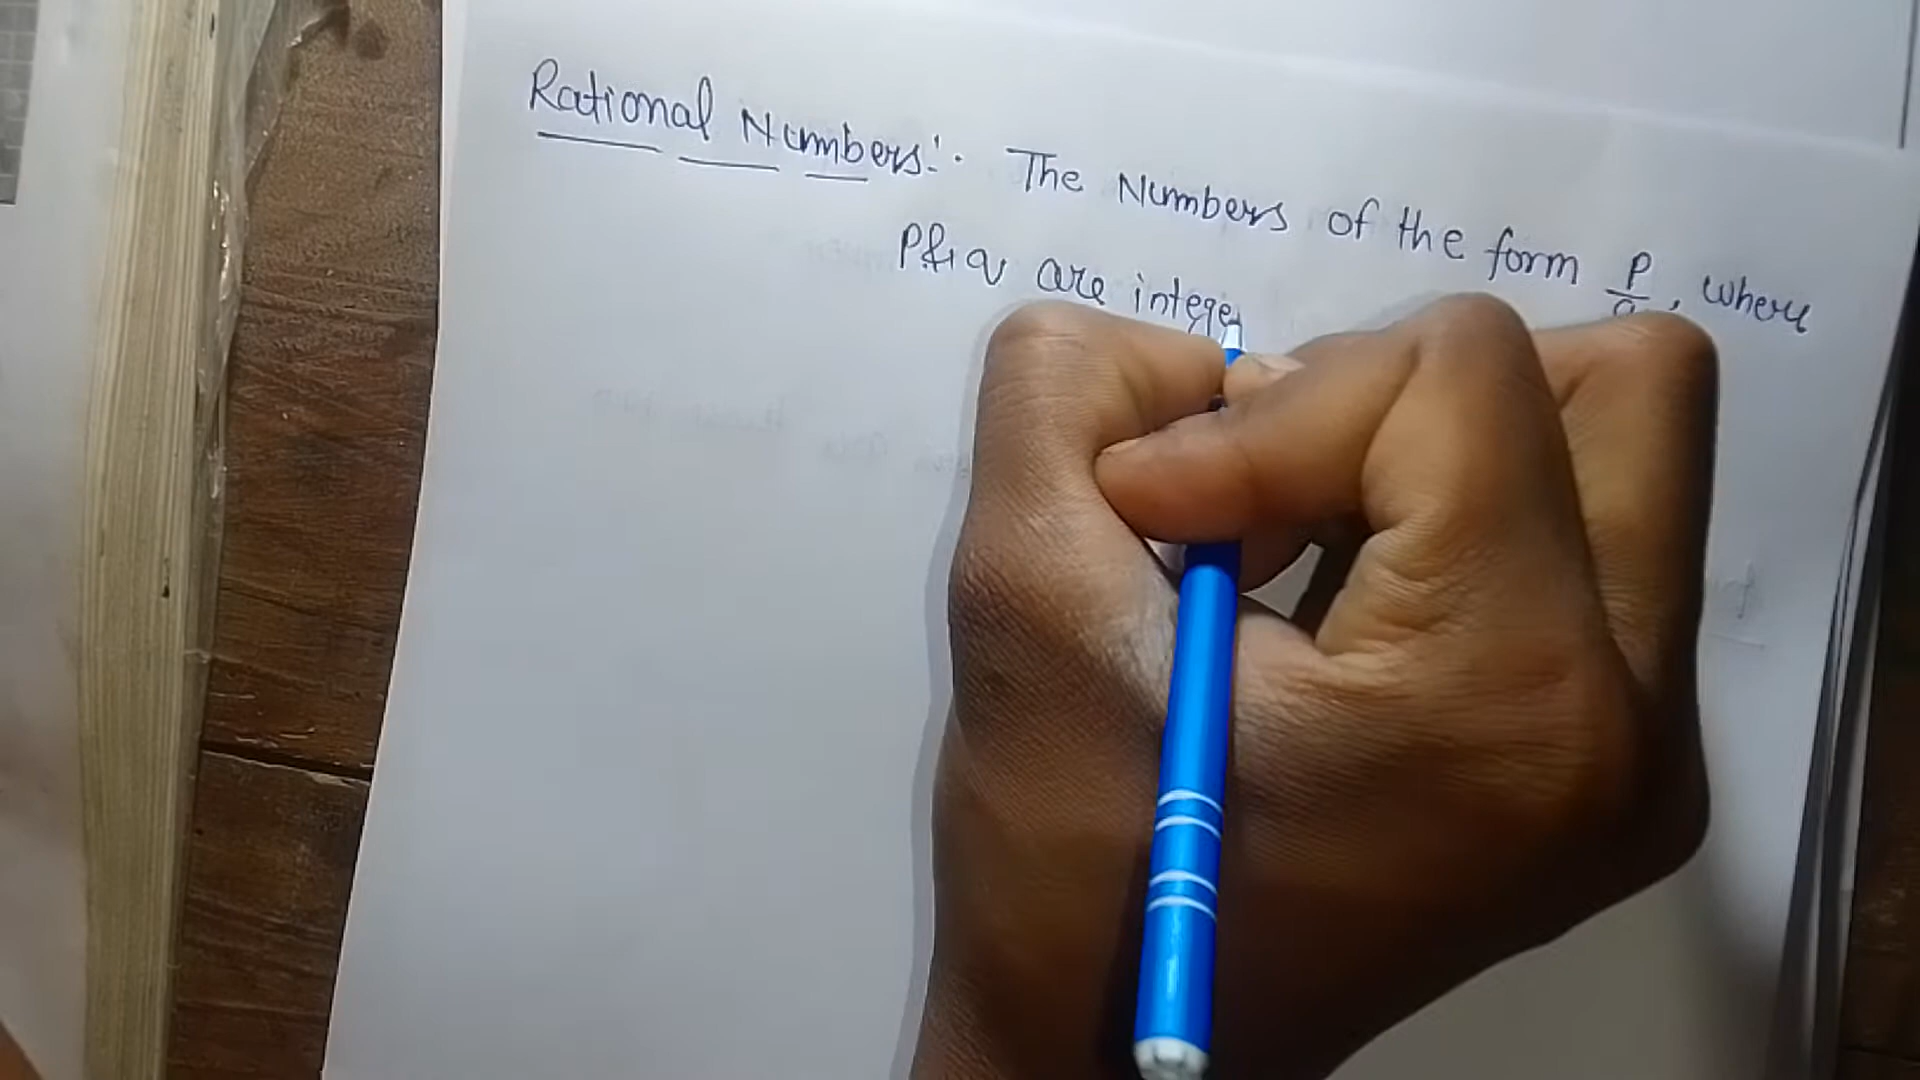 Rational Numbers:- The Numbers of the form P/q, where
P & q are intege